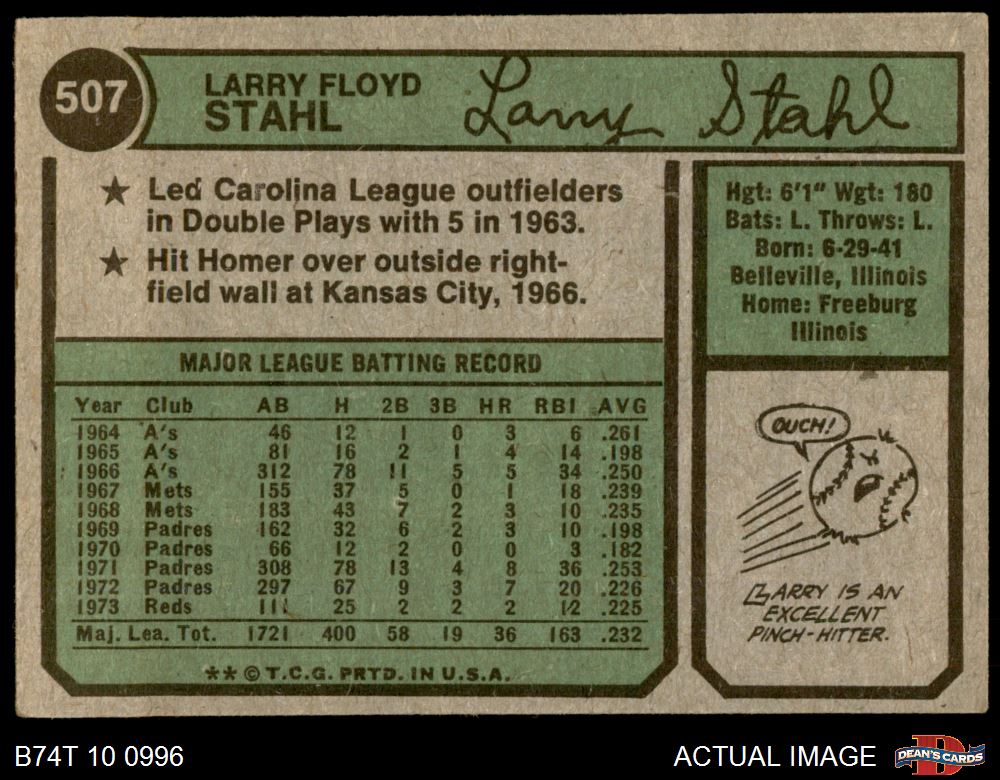 507
LARRY FLOYD
STAHL
Larry Stahl
★ Led Carolina League outfielders
in Double Plays with 5 in 1963.
★ Hit Homer over outside right-
field wall at Kansas City, 1966.
Hgt: 6'1" Wgt: 180
Bats: L. Throws: L.
Born: 6-29-41
Belleville, Illinois
Home: Freeburg
Illinois
MAJOR LEAGUE BATTING RECORD
Year Club AB H 2B 3B HR RBI AVG
1964 A's 46 12 1 0 3 6 .261
1965 A's 81 16 2 1 4 14 .198
1966 A's 312 78 11 5 5 34 .250
1967 Mets 155 37 5 0 1 18 .239
1968 Mets 183 43 7 2 3 10 .235
1969 Padres 162 32 6 2 3 10 .198
1970 Padres 66 12 2 0 0 3 .182
1971 Padres 308 78 13 4 8 36 .253
1972 Padres 297 67 9 3 7 20 .226
1973 Reds 111 25 2 2 2 12 .225
Maj. Lea. Tot. 1721 400 58 19 36 163 .232
** © T.C.G. PRTD. IN U.S.A.
OUCH!
LARRY IS AN
EXCELLENT
PINCH-HITTER.
B74T 10 0996
ACTUAL IMAGE
D
DEAN'S CARDS